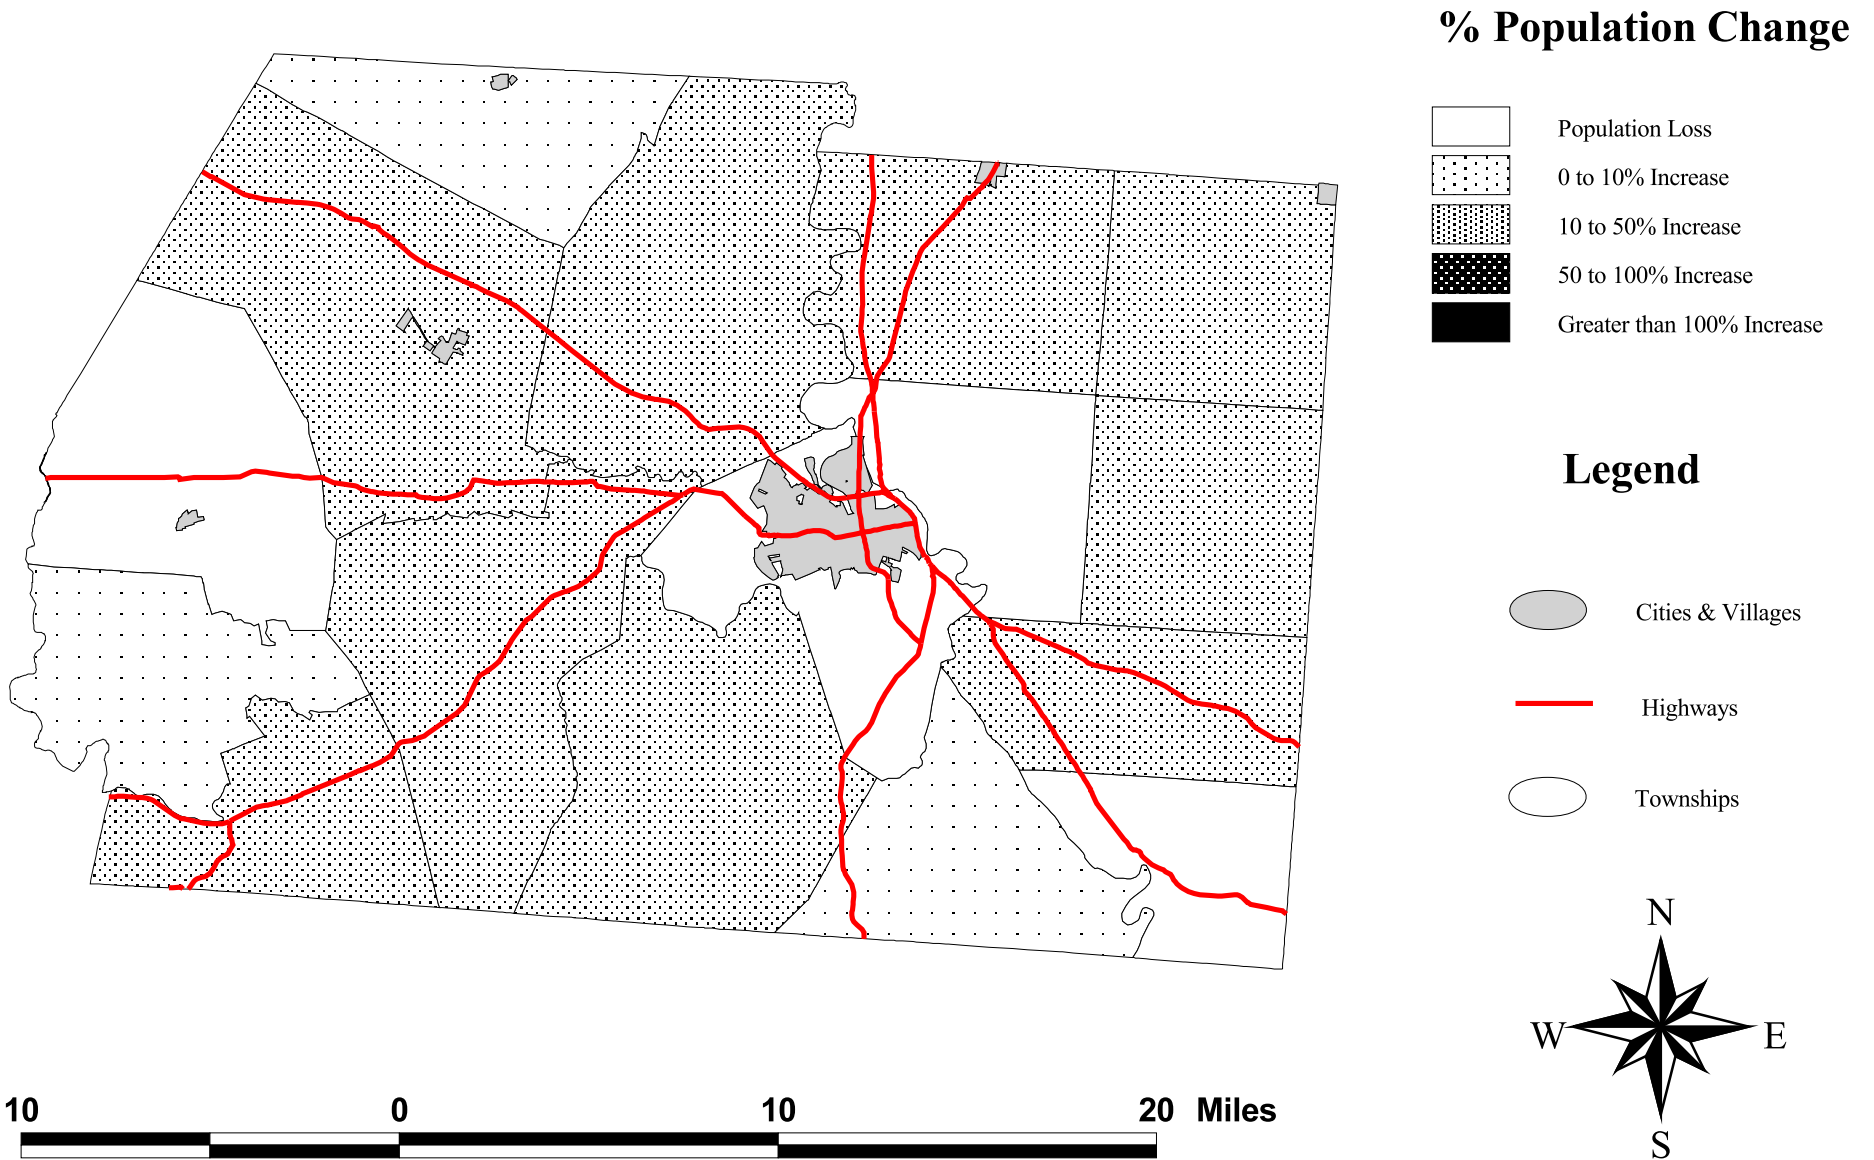 % Population Change
Population Loss
0 to 10% Increase
10 to 50% Increase
50 to 100% Increase
Greater than 100% Increase
Legend
Cities & Villages
Highways
Townships
N
W E
S
10 0 10 20 Miles